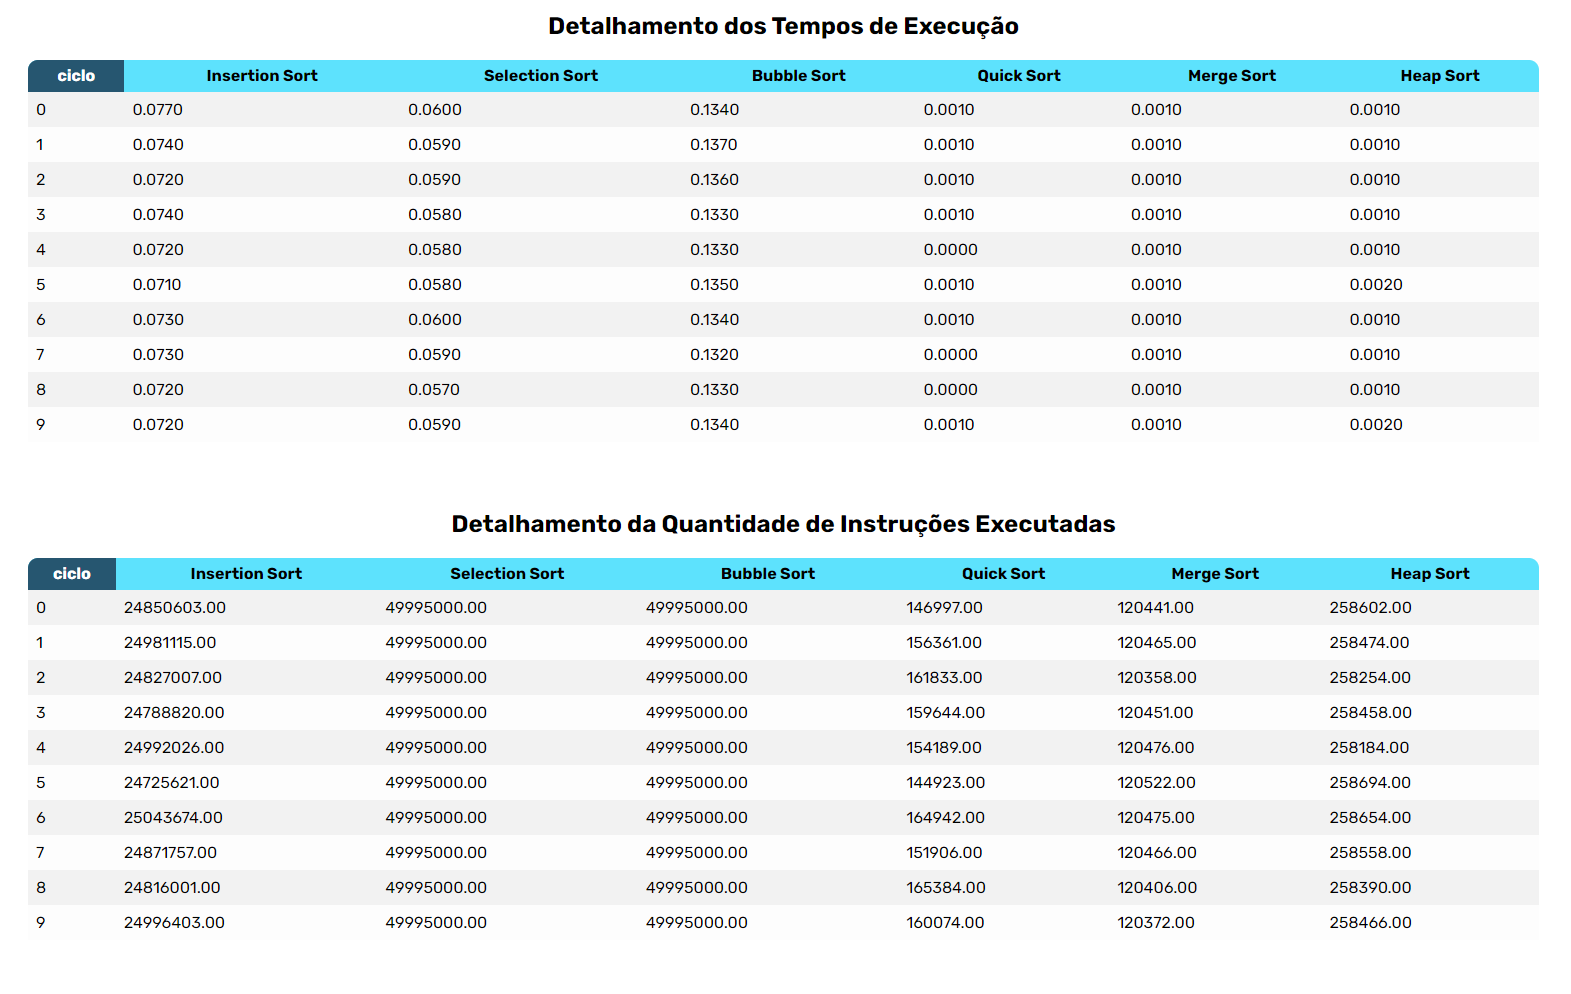 Detalhamento dos Tempos de Execução
ciclo Insertion Sort Selection Sort Bubble Sort Quick Sort Merge Sort Heap Sort
0 0.0770 0.0600 0.1340 0.0010 0.0010 0.0010
1 0.0740 0.0590 0.1370 0.0010 0.0010 0.0010
2 0.0720 0.0590 0.1360 0.0010 0.0010 0.0010
3 0.0740 0.0580 0.1330 0.0010 0.0010 0.0010
4 0.0720 0.0580 0.1330 0.0000 0.0010 0.0010
5 0.0710 0.0580 0.1350 0.0010 0.0010 0.0020
6 0.0730 0.0600 0.1340 0.0010 0.0010 0.0010
7 0.0730 0.0590 0.1320 0.0000 0.0010 0.0010
8 0.0720 0.0570 0.1330 0.0000 0.0010 0.0010
9 0.0720 0.0590 0.1340 0.0010 0.0010 0.0020
Detalhamento da Quantidade de Instruções Executadas
ciclo Insertion Sort Selection Sort Bubble Sort Quick Sort Merge Sort Heap Sort
0 24850603.00 49995000.00 49995000.00 146997.00 120441.00 258602.00
1 24981115.00 49995000.00 49995000.00 156361.00 120465.00 258474.00
2 24827007.00 49995000.00 49995000.00 161833.00 120358.00 258254.00
3 24788820.00 49995000.00 49995000.00 159644.00 120451.00 258458.00
4 24992026.00 49995000.00 49995000.00 154189.00 120476.00 258184.00
5 24725621.00 49995000.00 49995000.00 144923.00 120522.00 258694.00
6 25043674.00 49995000.00 49995000.00 164942.00 120475.00 258654.00
7 24871757.00 49995000.00 49995000.00 151906.00 120466.00 258558.00
8 24816001.00 49995000.00 49995000.00 165384.00 120406.00 258390.00
9 24996403.00 49995000.00 49995000.00 160074.00 120372.00 258466.00